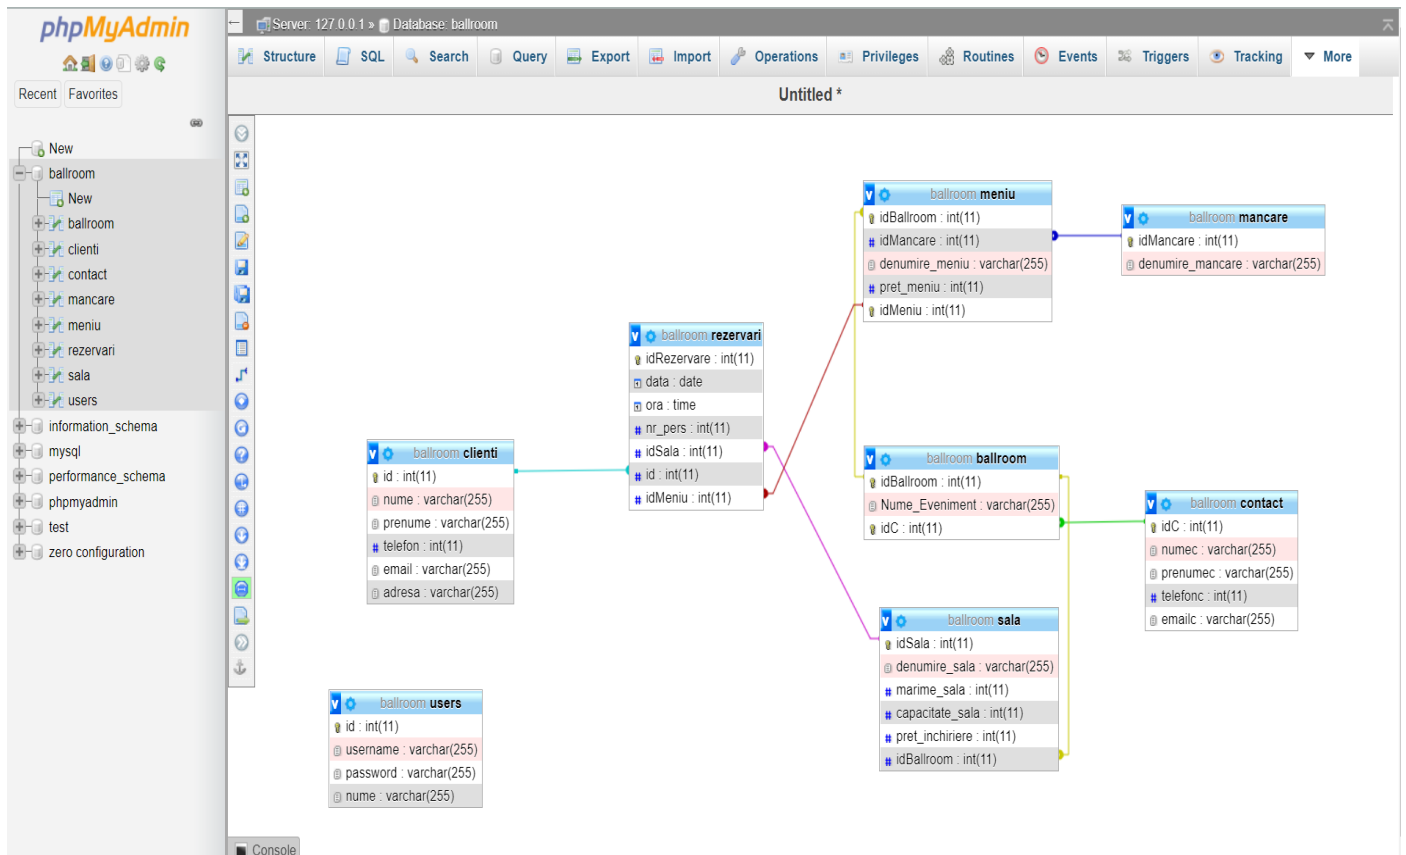 phpMyAdmin
Recent Favorites
New
ballroom
New
ballroom
clienti
contact
mancare
meniu
rezervari
sala
users
information_schema
mysql
performance_schema
phpmyadmin
test
zero configuration
← Server: 127.0.0.1 » Database: ballroom
Structure SQL Search Query Export Import Operations Privileges Routines Events Triggers Tracking More
Untitled *
v ballroom meniu
idBallroom : int(11)
# idMancare : int(11)
denumire_meniu : varchar(255)
# pret_meniu : int(11)
idMeniu : int(11)
v ballroom mancare
idMancare : int(11)
denumire_mancare : varchar(255)
v ballroom rezervari
idRezervare : int(11)
data : date
ora : time
# nr_pers : int(11)
# idSala : int(11)
# id : int(11)
# idMeniu : int(11)
v ballroom clienti
id : int(11)
nume : varchar(255)
prenume : varchar(255)
# telefon : int(11)
email : varchar(255)
adresa : varchar(255)
v ballroom ballroom
idBallroom : int(11)
Nume_Eveniment : varchar(255)
idC : int(11)
v ballroom contact
idC : int(11)
numec : varchar(255)
prenumec : varchar(255)
# telefonc : int(11)
emailc : varchar(255)
v ballroom sala
idSala : int(11)
denumire_sala : varchar(255)
# marime_sala : int(11)
# capacitate_sala : int(11)
# pret_inchiriere : int(11)
# idBallroom : int(11)
v ballroom users
id : int(11)
username : varchar(255)
password : varchar(255)
nume : varchar(255)
Console